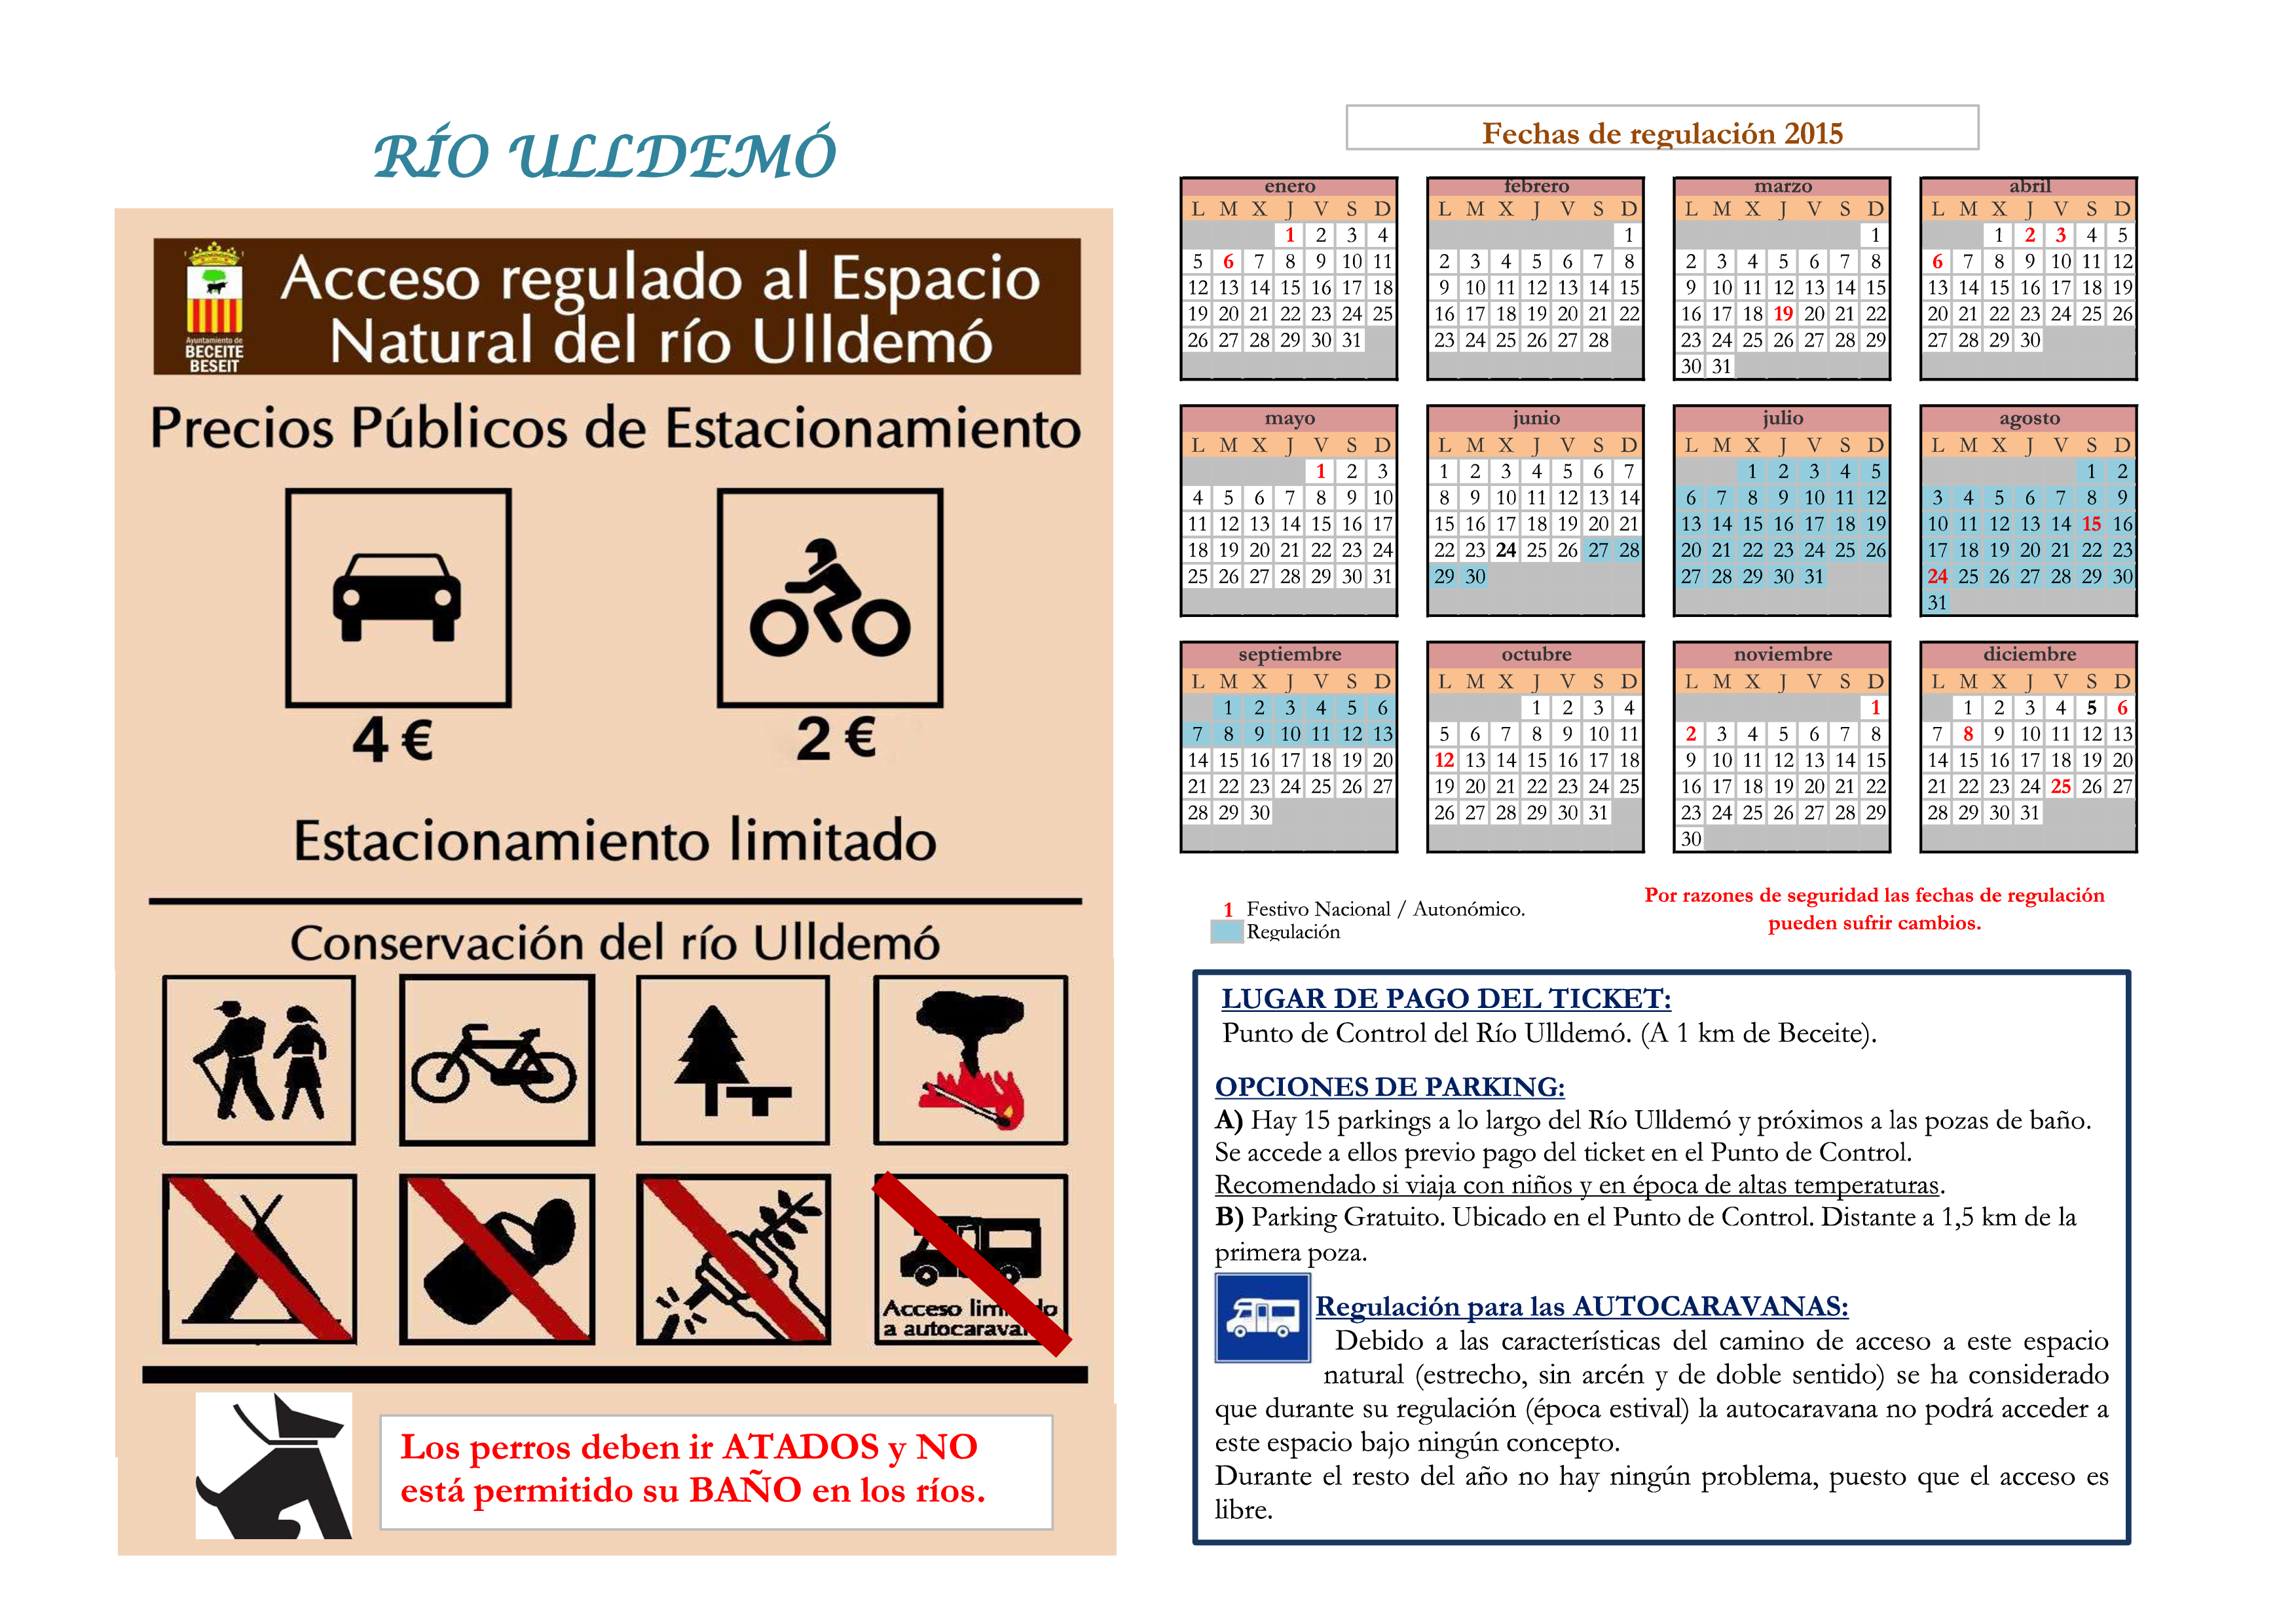 RÍO ULLDEMÓ
Acceso regulado al Espacio
Natural del río Ulldemó
Ayuntamiento de
BECEITE
BESEIT
Precios Públicos de Estacionamiento
4 € 2 €
Estacionamiento limitado
Conservación del río Ulldemó
Acceso
a autocarava
Los perros deben ir ATADOS y NO
está permitido su BAÑO en los ríos.
Fechas de regulación 2015
enero febrero marzo abril
L M X J V S D L M X J V S D L M X J V S D L M X J V S D
1 2 3 4 1 1 1 2 3 4 5
5 6 7 8 9 10 11 2 3 4 5 6 7 8 2 3 4 5 6 7 8 6 7 8 9 10 11 12
12 13 14 15 16 17 18 9 10 11 12 13 14 15 9 10 11 12 13 14 15 13 14 15 16 17 18 19
19 20 21 22 23 24 25 16 17 18 19 20 21 22 16 17 18 19 20 21 22 20 21 22 23 24 25 26
26 27 28 29 30 31 23 24 25 26 27 28 23 24 25 26 27 28 29 27 28 29 30
30 31
mayo junio julio agosto
L M X J V S D L M X J V S D L M X J V S D L M X J V S D
1 2 3 1 2 3 4 5 6 7 1 2 3 4 5 1 2
4 5 6 7 8 9 10 8 9 10 11 12 13 14 6 7 8 9 10 11 12 3 4 5 6 7 8 9
11 12 13 14 15 16 17 15 16 17 18 19 20 21 13 14 15 16 17 18 19 10 11 12 13 14 15 16
18 19 20 21 22 23 24 22 23 24 25 26 27 28 20 21 22 23 24 25 26 17 18 19 20 21 22 23
25 26 27 28 29 30 31 29 30 27 28 29 30 31 24 25 26 27 28 29 30
31
septiembre octubre noviembre diciembre
L M X J V S D L M X J V S D L M X J V S D L M X J V S D
1 2 3 4 5 6 1 2 3 4 1 1 2 3 4 5 6
7 8 9 10 11 12 13 5 6 7 8 9 10 11 2 3 4 5 6 7 8 7 8 9 10 11 12 13
14 15 16 17 18 19 20 12 13 14 15 16 17 18 9 10 11 12 13 14 15 14 15 16 17 18 19 20
21 22 23 24 25 26 27 19 20 21 22 23 24 25 16 17 18 19 20 21 22 21 22 23 24 25 26 27
28 29 30 26 27 28 29 30 31 23 24 25 26 27 28 29 28 29 30 31
30
1 Festivo Nacional / Autonómico.
Regulación
Por razones de seguridad las fechas de regulación
pueden sufrir cambios.
LUGAR DE PAGO DEL TICKET:
Punto de Control del Río Ulldemó. (A 1 km de Beceite).
OPCIONES DE PARKING:
A) Hay 15 parkings a lo largo del Río Ulldemó y próximos a las pozas de baño.
Se accede a ellos previo pago del ticket en el Punto de Control.
Recomendado si viaja con niños y en época de altas temperaturas.
B) Parking Gratuito. Ubicado en el Punto de Control. Distante a 1,5 km de la
primera poza.
Regulación para las AUTOCARAVANAS:
Debido a las características del camino de acceso a este espacio
natural (estrecho, sin arcén y de doble sentido) se ha considerado
que durante su regulación (época estival) la autocaravana no podrá acceder a
este espacio bajo ningún concepto.
Durante el resto del año no hay ningún problema, puesto que el acceso es
libre.